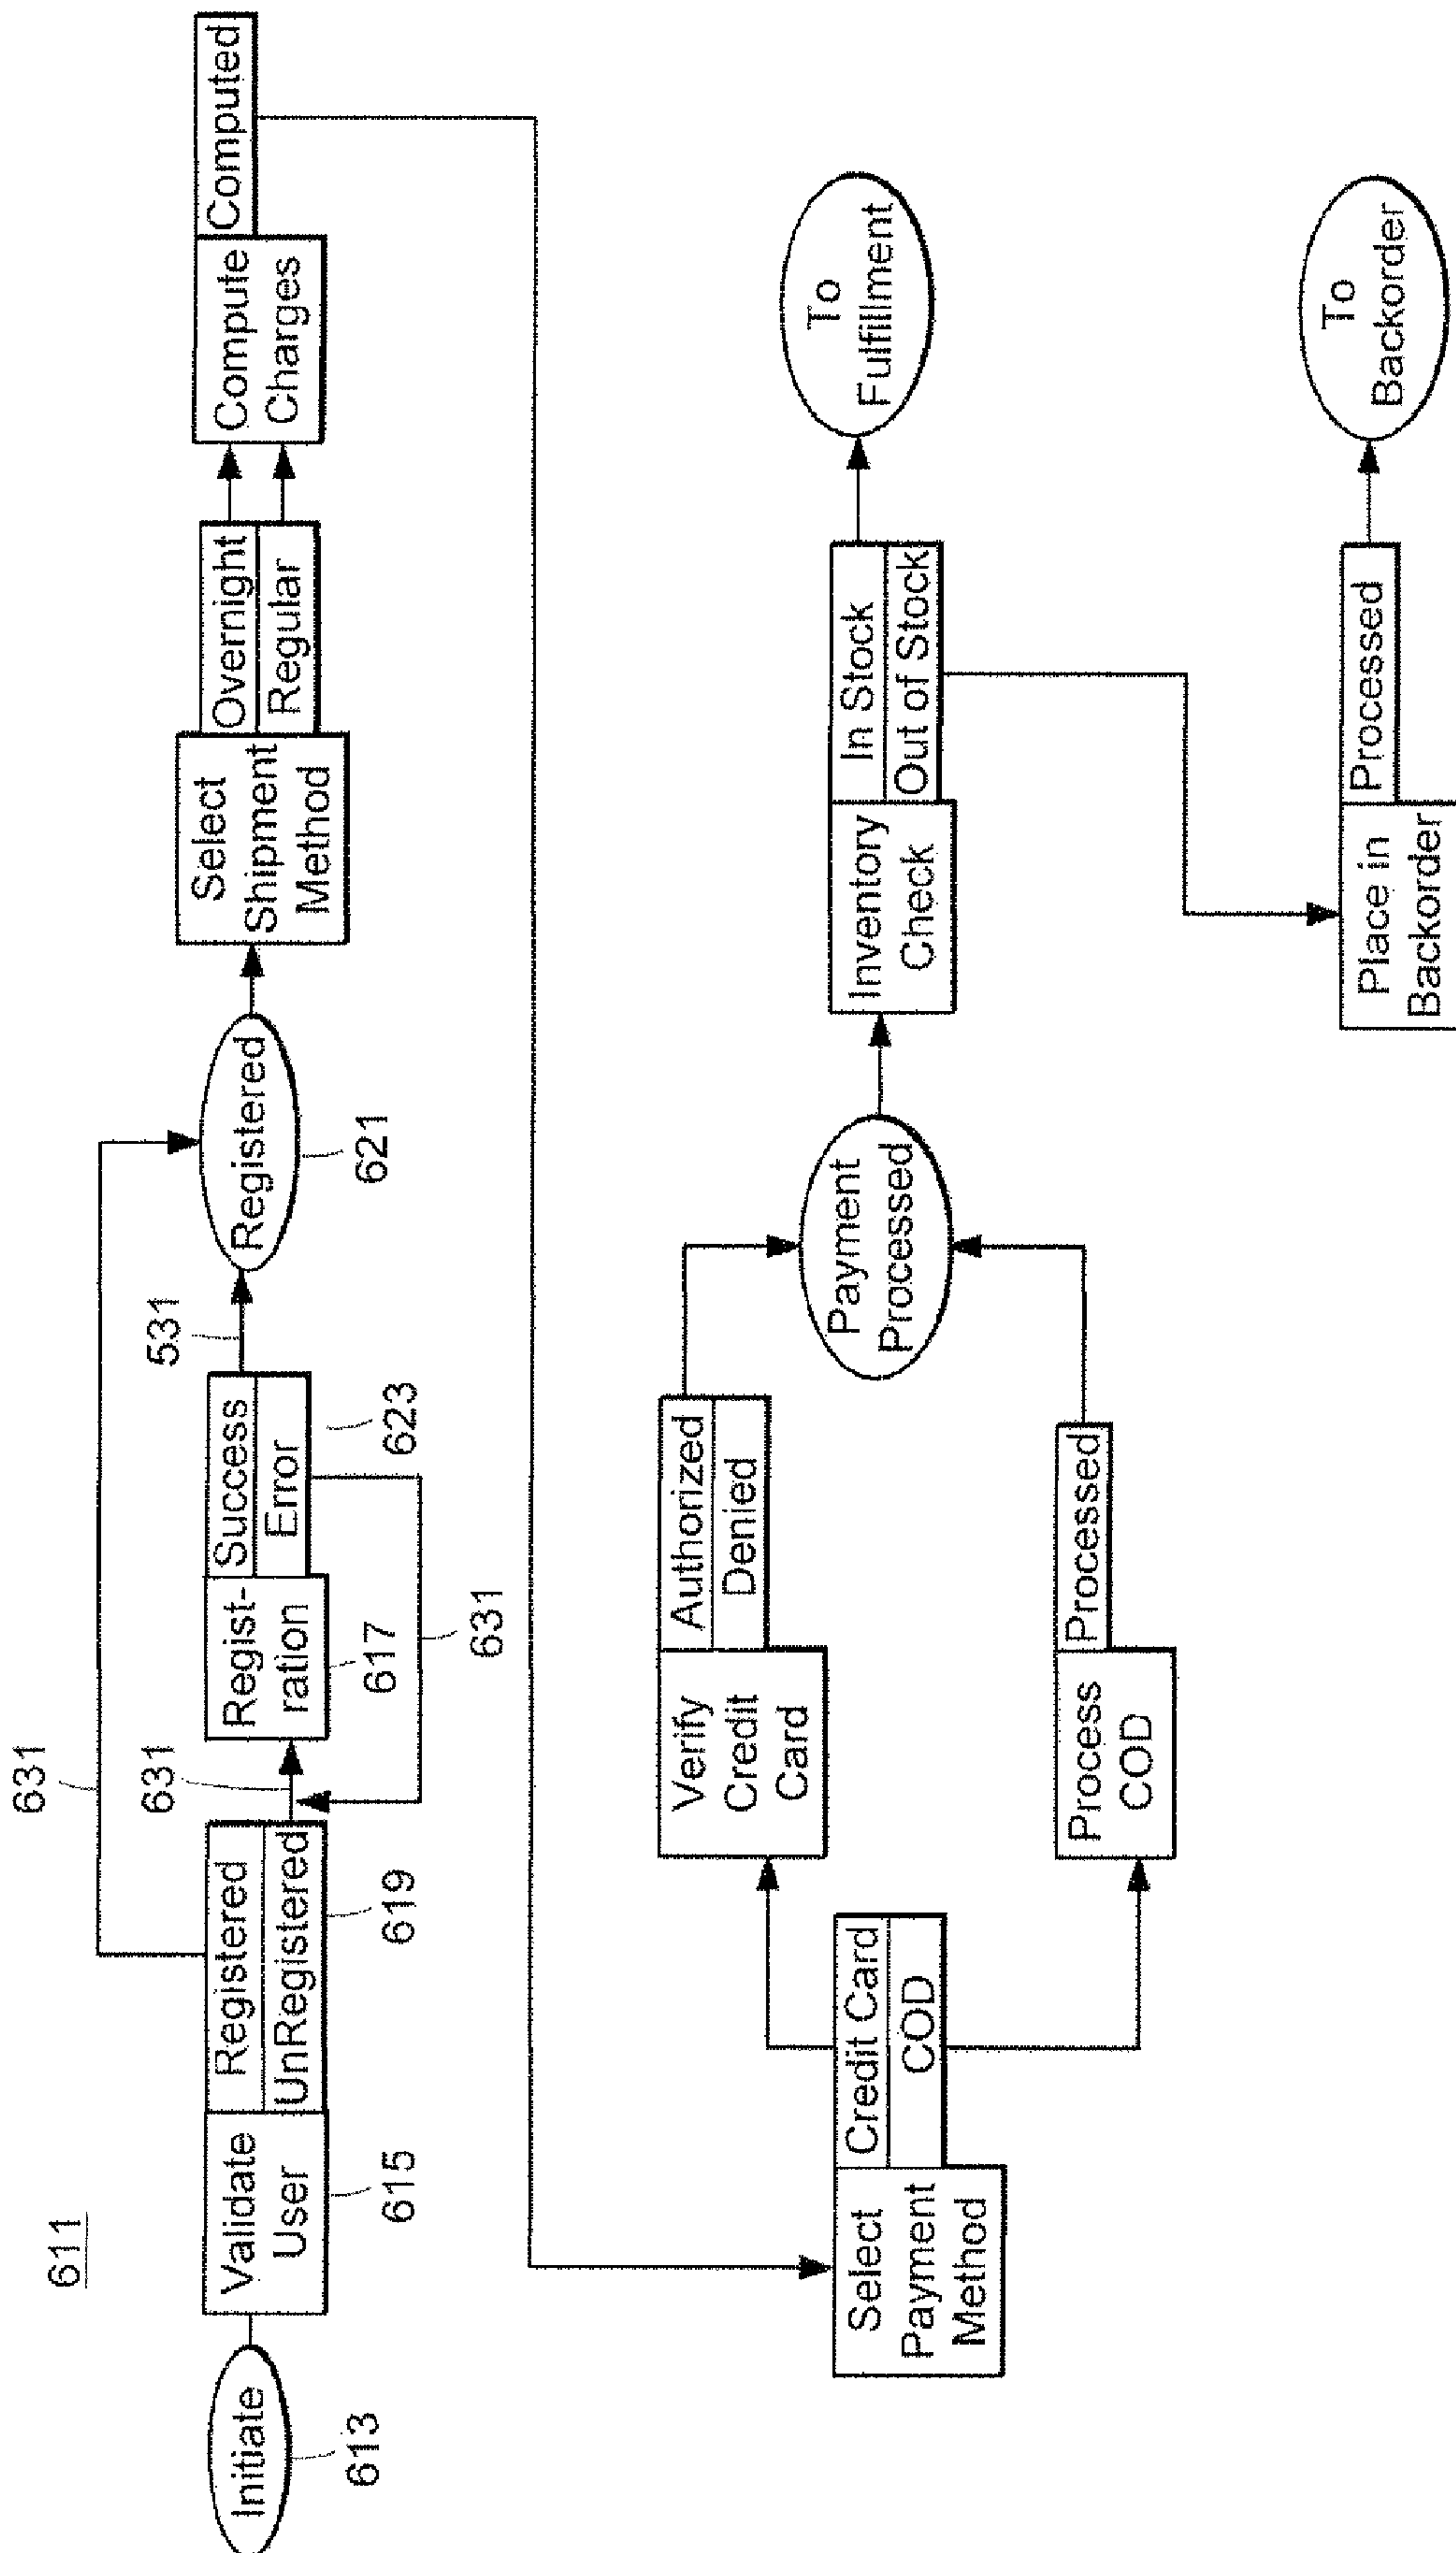 611
631
631
531
Initiate
613
Validate
User
615
Registered
UnRegistered
619
Regist-
ration
617
Success
Error
623
631
Registered
621
Select
Shipment
Method
Overnight
Regular
Compute
Charges
Computed
Select
Payment
Method
Credit Card
COD
Verify
Credit
Card
Authorized
Denied
Process
COD
Processed
Payment
Processed
Inventory
Check
In Stock
Out of Stock
To
Fulfillment
Place in
Backorder
Processed
To
Backorder